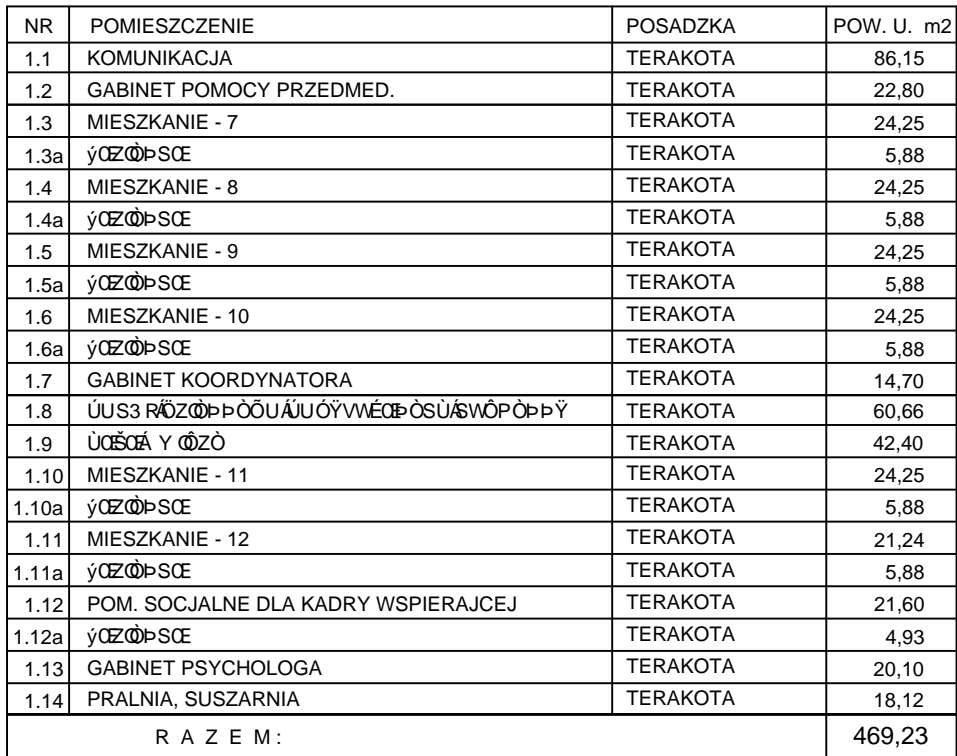 NR POMIESZCZENIE POSADZKA POW. U. m2
1.1 KOMUNIKACJA TERAKOTA 86,15
1.2 GABINET POMOCY PRZEDMED. TERAKOTA 22,80
1.3 MIESZKANIE - 7 TERAKOTA 24,25
1.3a TERAKOTA 5,88
1.4 MIESZKANIE - 8 TERAKOTA 24,25
1.4a TERAKOTA 5,88
1.5 MIESZKANIE - 9 TERAKOTA 24,25
1.5a TERAKOTA 5,88
1.6 MIESZKANIE - 10 TERAKOTA 24,25
1.6a TERAKOTA 5,88
1.7 GABINET KOORDYNATORA TERAKOTA 14,70
1.8 TERAKOTA 60,66
1.9 TERAKOTA 42,40
1.10 MIESZKANIE - 11 TERAKOTA 24,25
1.10a TERAKOTA 5,88
1.11 MIESZKANIE - 12 TERAKOTA 21,24
1.11a TERAKOTA 5,88
1.12 POM. SOCJALNE DLA KADRY WSPIERAJCEJ TERAKOTA 21,60
1.12a TERAKOTA 4,93
1.13 GABINET PSYCHOLOGA TERAKOTA 20,10
1.14 PRALNIA, SUSZARNIA TERAKOTA 18,12
R A Z E M : 469,23